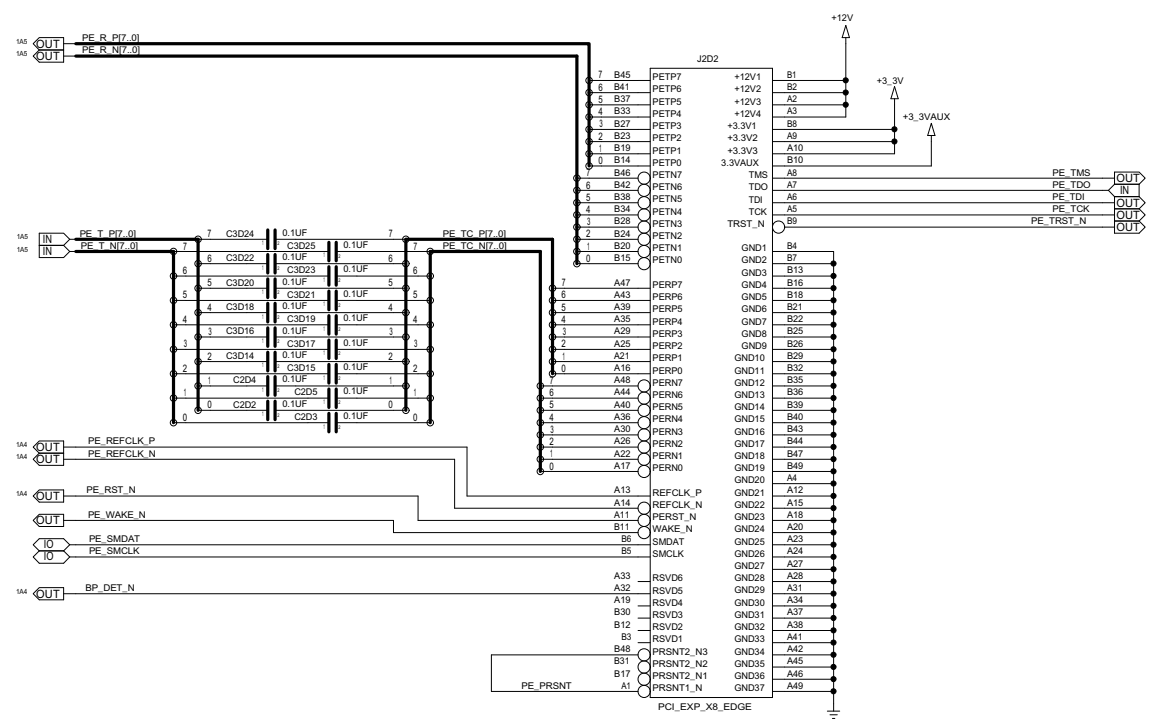 +12V
1A5 OUT PE_R_P[7..0]
1A5 OUT PE_R_N[7..0]
J2D2
+3_3V
+3_3VAUX
7 B45 PETP7 +12V1 B1
6 B41 PETP6 +12V2 B2
5 B37 PETP5 +12V3 A2
4 B33 PETP4 +12V4 A3
3 B27 PETP3 +3.3V1 B8
2 B23 PETP2 +3.3V2 A9
1 B19 PETP1 +3.3V3 A10
0 B14 PETP0 3.3VAUX B10
7 B46 PETN7 TMS A8 PE_TMS OUT
6 B42 PETN6 TDO A7 PE_TDO IN
5 B38 PETN5 TDI A6 PE_TDI OUT
4 B34 PETN4 TCK A5 PE_TCK OUT
3 B28 PETN3 TRST_N B9 PE_TRST_N OUT
2 B24 PETN2
1 B20 PETN1 GND1 B4
0 B15 PETN0 GND2 B7
GND3 B13
1A5 IN PE_T_P[7..0] 7 C3D24 0.1UF 7 PE_TC_P[7..0]
1A5 IN PE_T_N[7..0] 7 C3D25 0.1UF 7 PE_TC_N[7..0]
6 C3D22 0.1UF 6
6 C3D23 0.1UF 6
5 C3D20 0.1UF 5
5 C3D21 0.1UF 5
4 C3D18 0.1UF 4
4 C3D19 0.1UF 4
3 C3D16 0.1UF 3
3 C3D17 0.1UF 3
2 C3D14 0.1UF 2
2 C3D15 0.1UF 2
1 C2D4 0.1UF 1
1 C2D5 0.1UF 1
0 C2D2 0.1UF 0
0 C2D3 0.1UF 0
7 A47 PERP7 GND4 B16
6 A43 PERP6 GND5 B18
5 A39 PERP5 GND6 B21
4 A35 PERP4 GND7 B22
3 A29 PERP3 GND8 B25
2 A25 PERP2 GND9 B26
1 A21 PERP1 GND10 B29
0 A16 PERP0 GND11 B32
7 A48 PERN7 GND12 B35
6 A44 PERN6 GND13 B36
5 A40 PERN5 GND14 B39
4 A36 PERN4 GND15 B40
3 A30 PERN3 GND16 B43
2 A26 PERN2 GND17 B44
1 A22 PERN1 GND18 B47
0 A17 PERN0 GND19 B49
GND20 A4
1A4 OUT PE_REFCLK_P A13 REFCLK_P GND21 A12
1A4 OUT PE_REFCLK_N A14 REFCLK_N GND22 A15
1A4 OUT PE_RST_N A11 PERST_N GND23 A18
OUT PE_WAKE_N B11 WAKE_N GND24 A20
IO PE_SMDAT B6 SMDAT GND25 A23
IO PE_SMCLK B5 SMCLK GND26 A24
GND27 A27
A33 RSVD6 GND28 A28
1A4 OUT BP_DET_N A32 RSVD5 GND29 A31
A19 RSVD4 GND30 A34
B30 RSVD3 GND31 A37
B12 RSVD2 GND32 A38
B3 RSVD1 GND33 A41
B48 PRSNT2_N3 GND34 A42
B31 PRSNT2_N2 GND35 A45
B17 PRSNT2_N1 GND36 A46
PE_PRSNT A1 PRSNT1_N GND37 A49
PCI_EXP_X8_EDGE